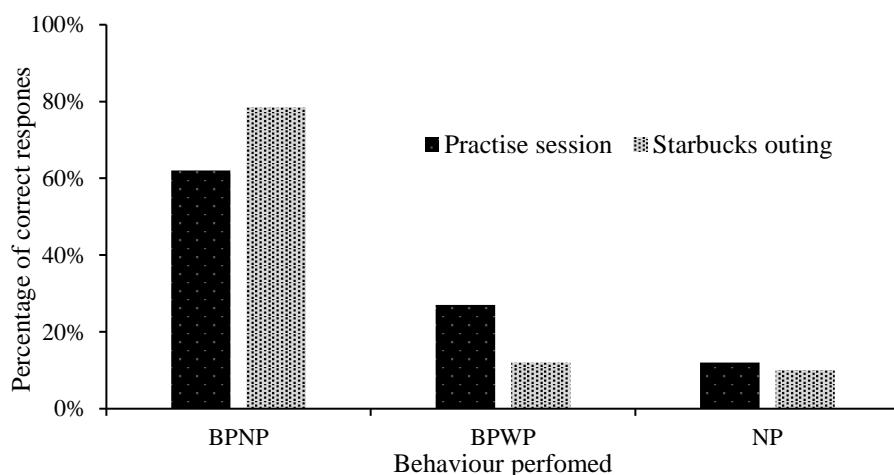 100%
80%
60%
40%
20%
0%
Percentage of correct respones
Practise session Starbucks outing
BPNP BPWP NP
Behaviour perfomed